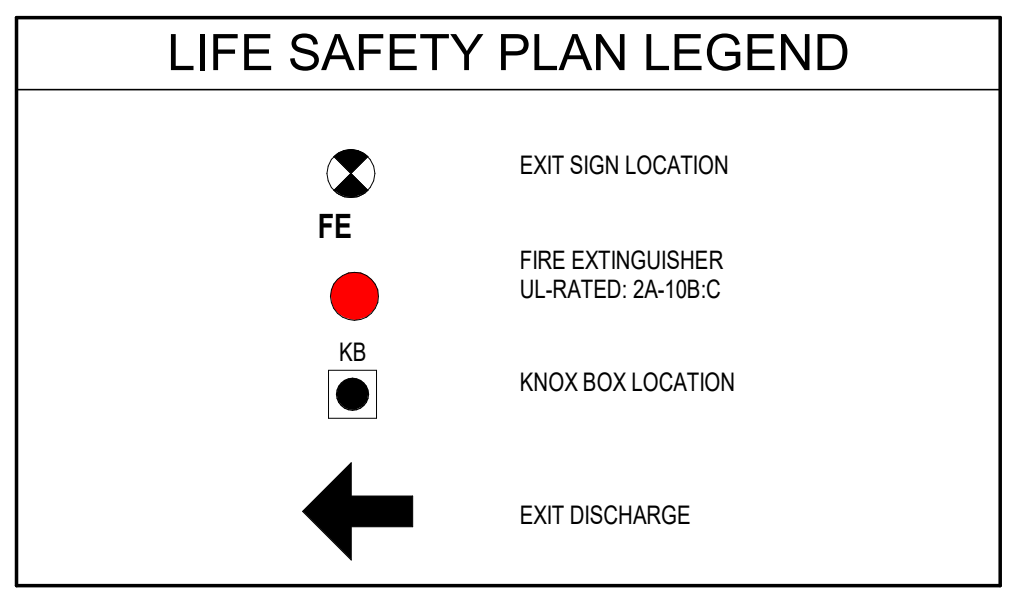 LIFE SAFETY PLAN LEGEND
EXIT SIGN LOCATION
FE
FIRE EXTINGUISHER
UL-RATED: 2A-10B:C
KB
KNOX BOX LOCATION
EXIT DISCHARGE